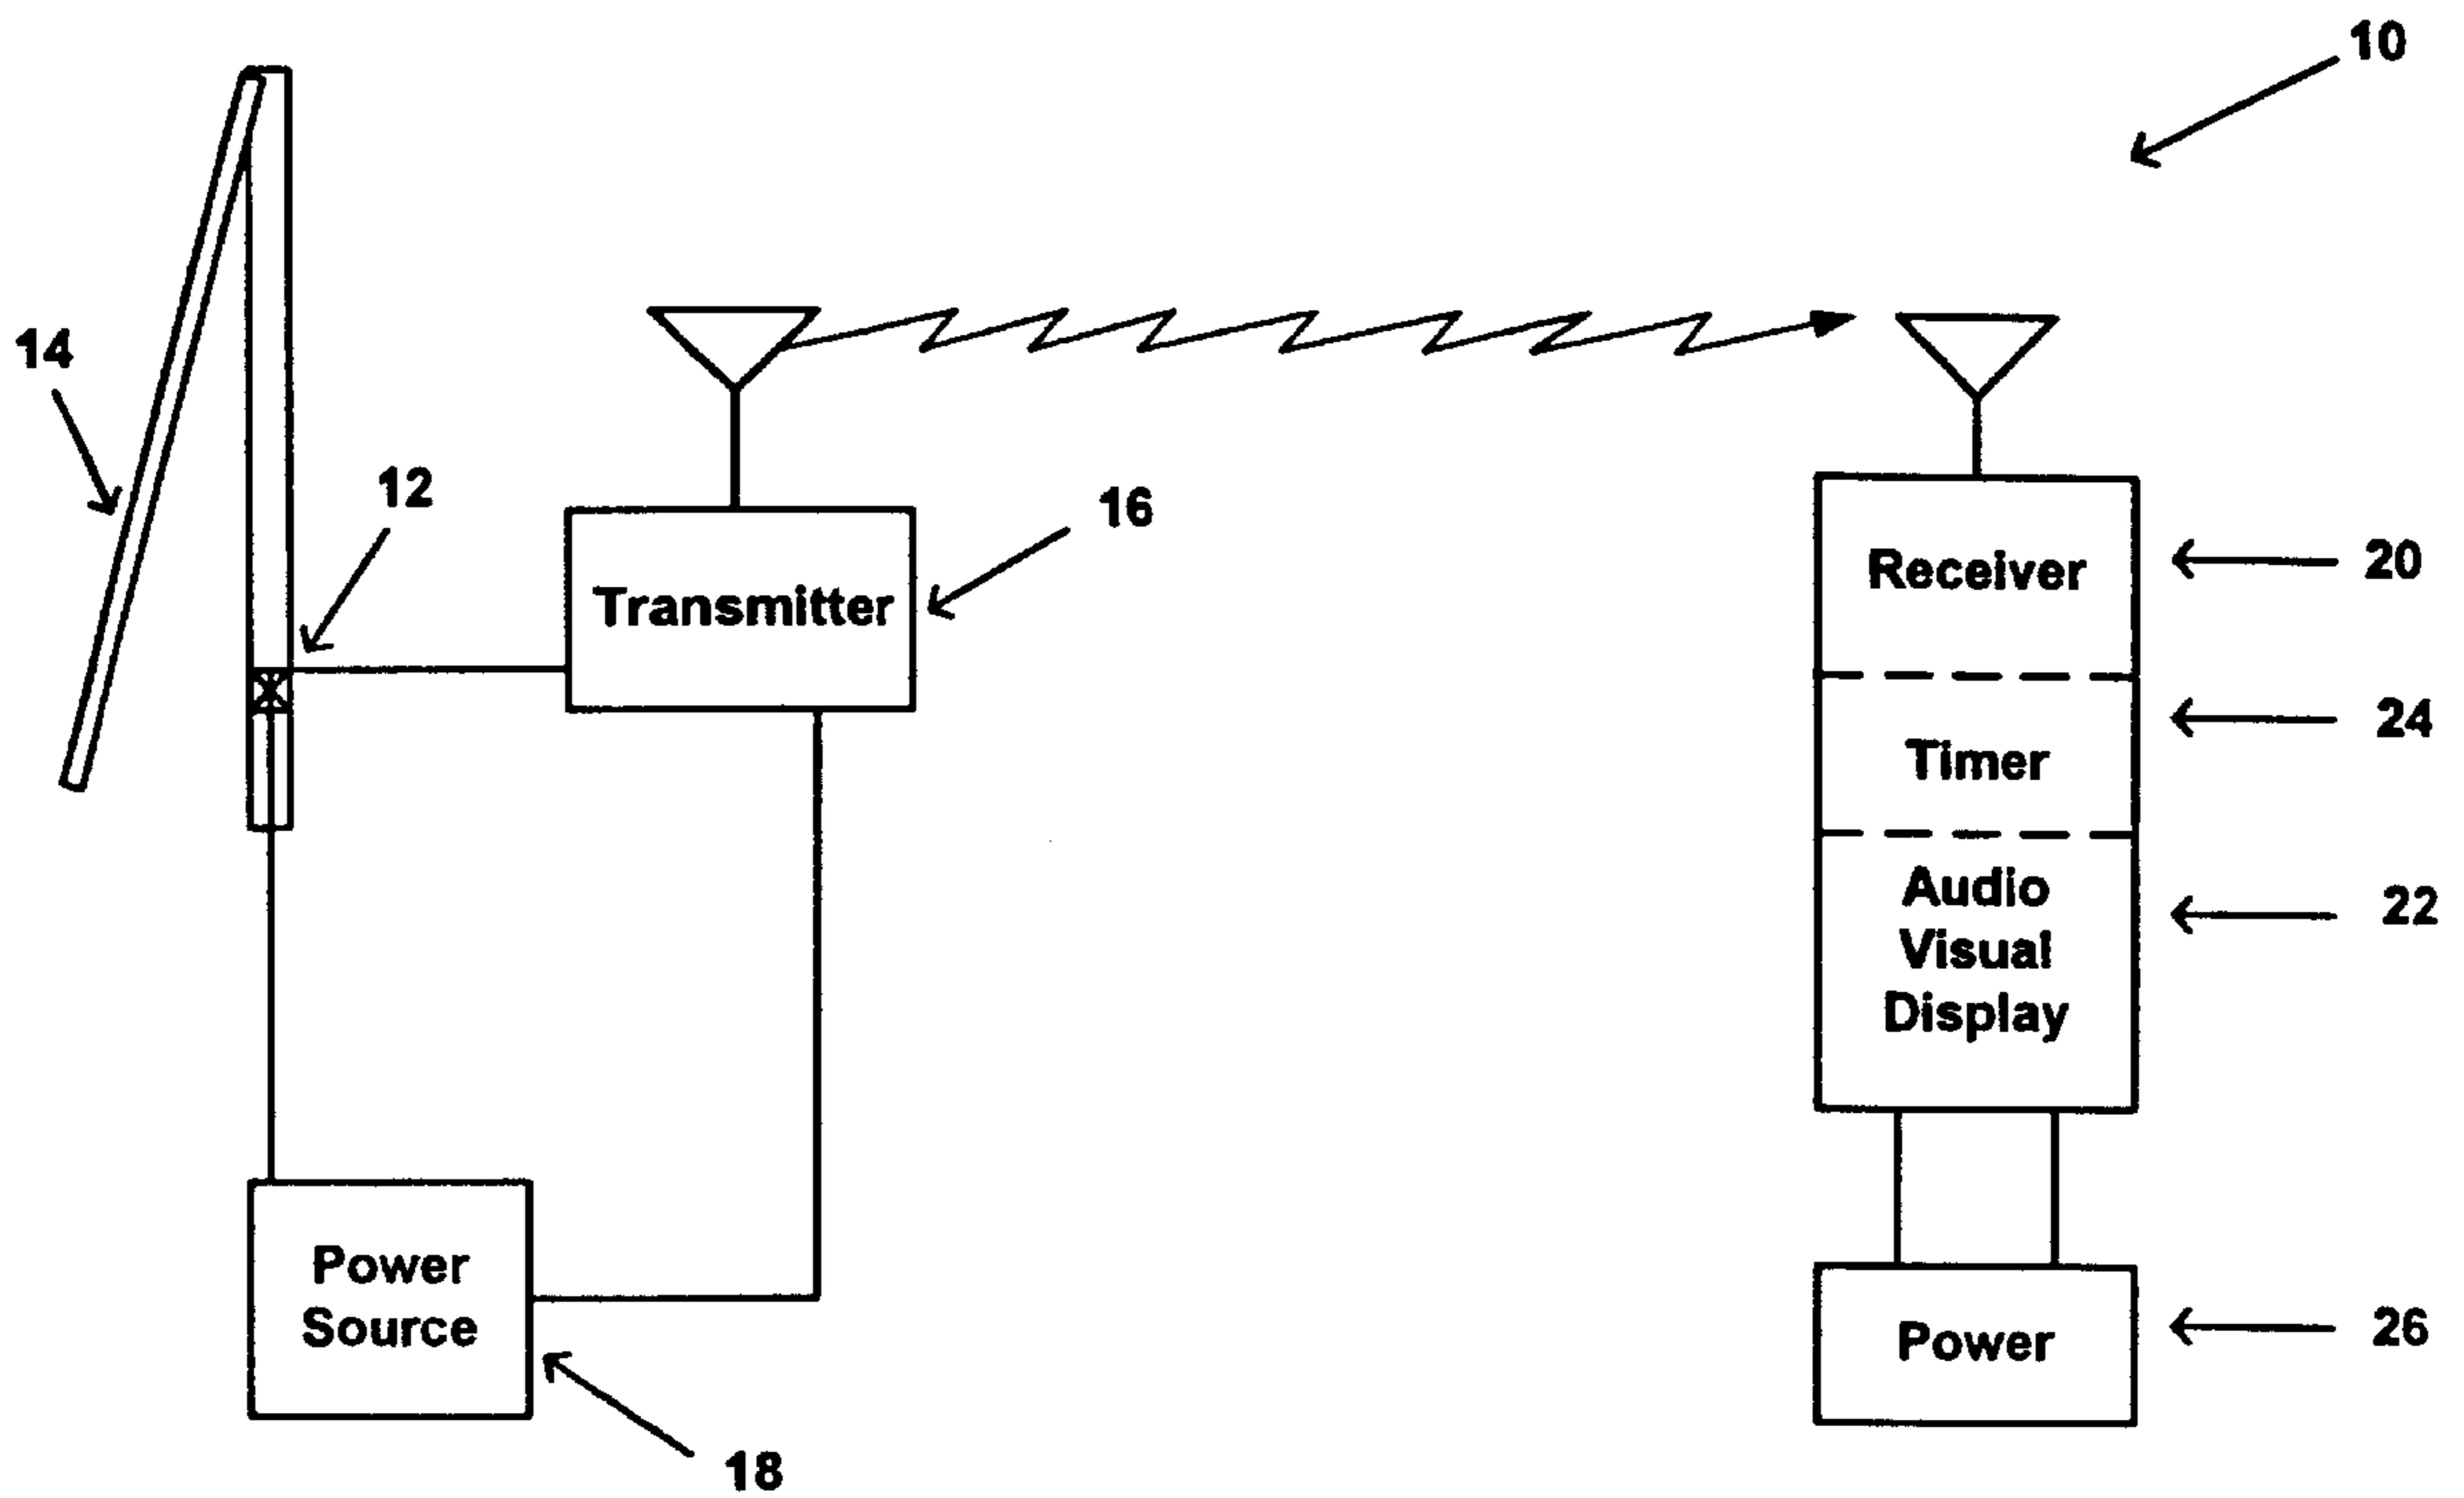 10
14
12
16
Transmitter
Receiver
20
Timer
24
Audio
Visual
Display
22
Power
Source
18
Power
26